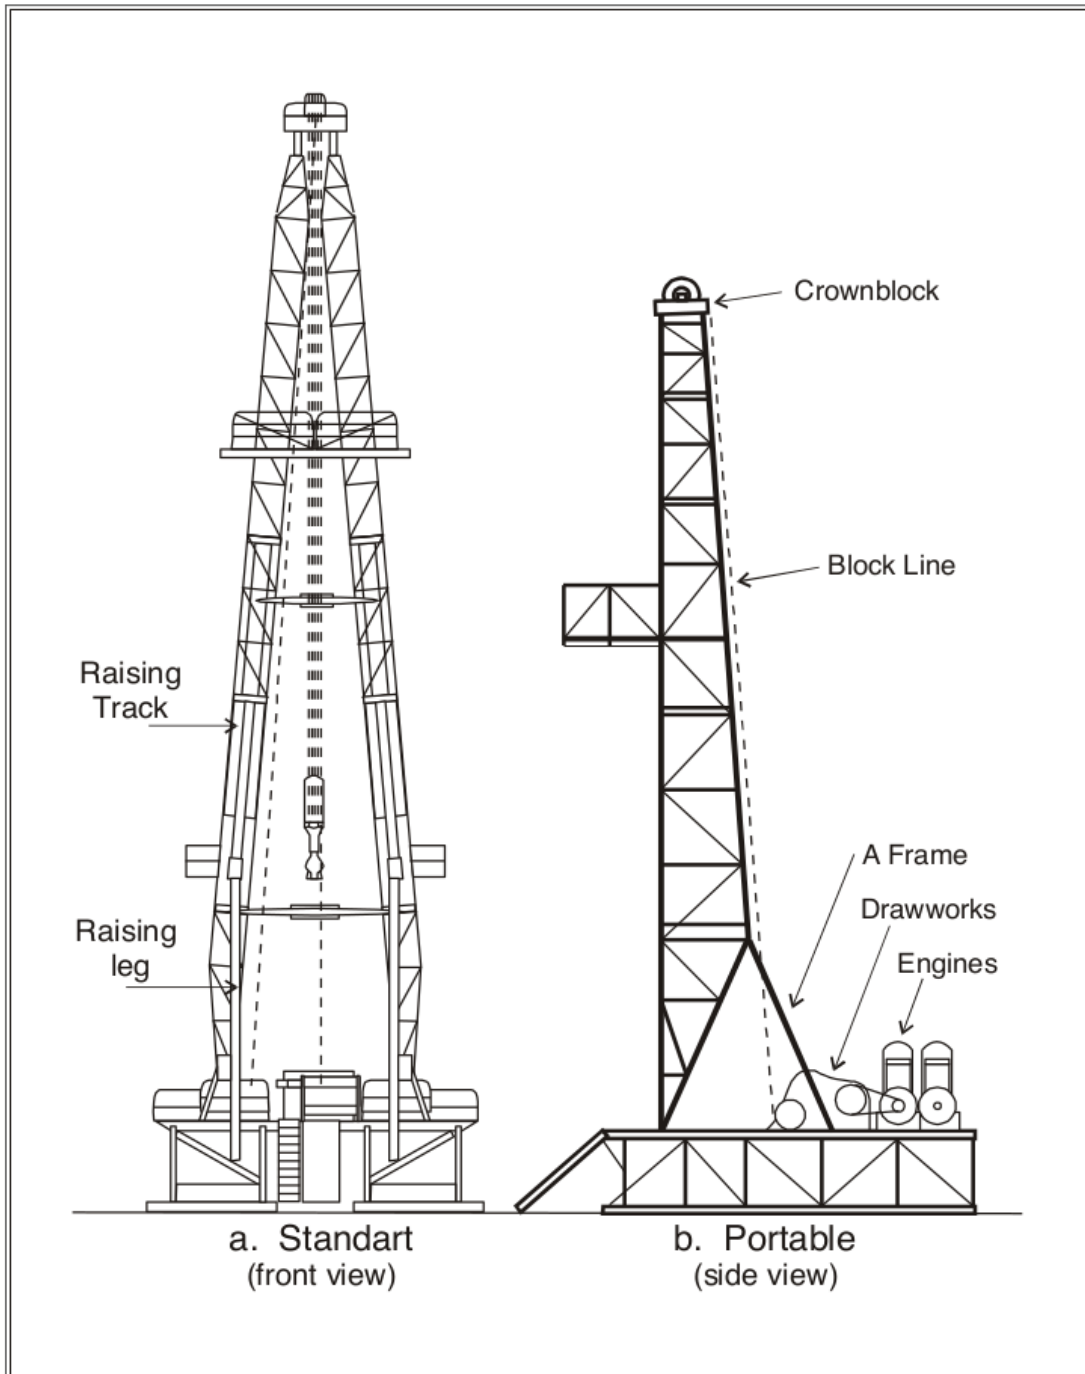 Crownblock
Block Line
Raising
Track
A Frame
Drawworks
Raising
leg
Engines
a. Standart
(front view)
b. Portable
(side view)